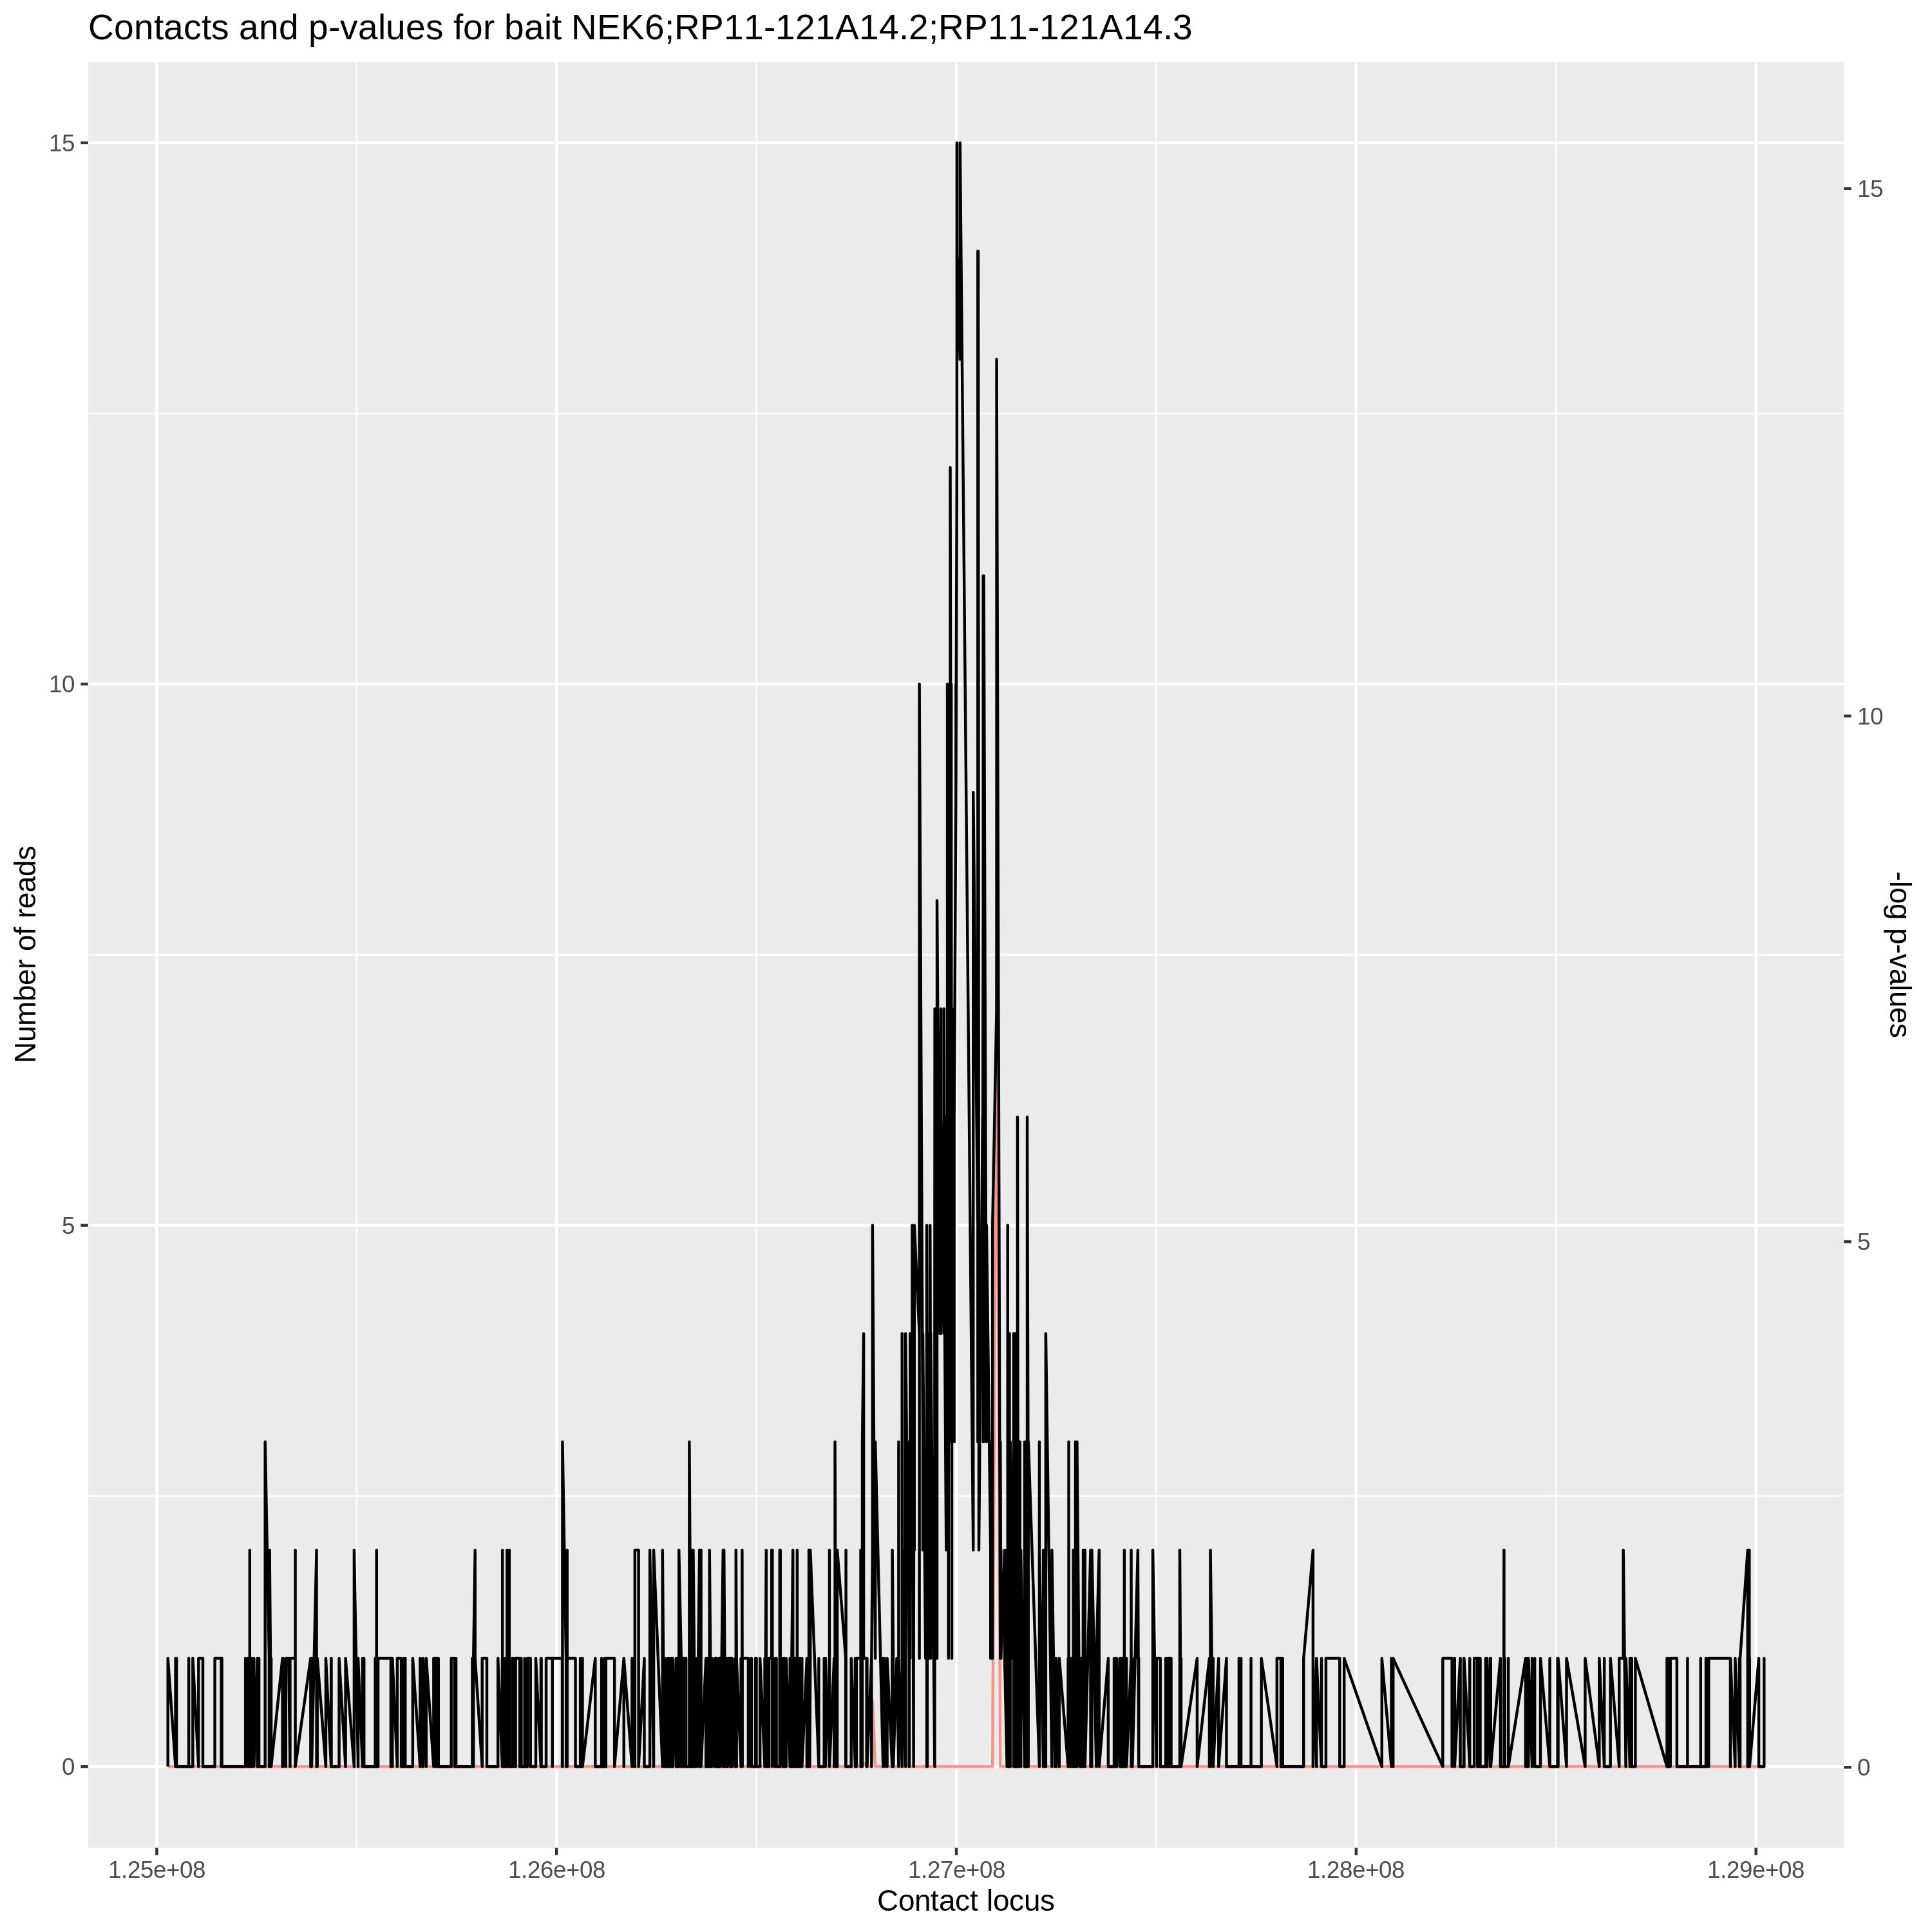 Contacts and p-values for bait NEK6;RP11-121A14.2;RP11-121A14.3
15
10
5
0
15
10
5
0
Number of reads
-log p-values
1.25e+08 1.26e+08 1.27e+08 1.28e+08 1.29e+08
Contact locus